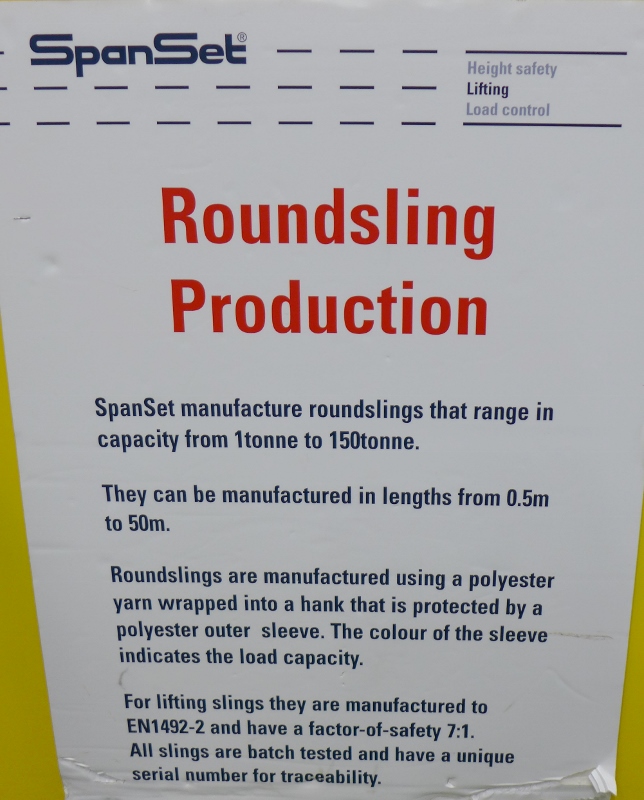 SpanSet®
Height safety
Lifting
Load control
Roundsling
Production
SpanSet manufacture roundslings that range in
capacity from 1tonne to 150tonne.
They can be manufactured in lengths from 0.5m
to 50m.
Roundslings are manufactured using a polyester
yarn wrapped into a hank that is protected by a
polyester outer sleeve. The colour of the sleeve
indicates the load capacity.
For lifting slings they are manufactured to
EN1492-2 and have a factor-of-safety 7:1.
All slings are batch tested and have a unique
serial number for traceability.